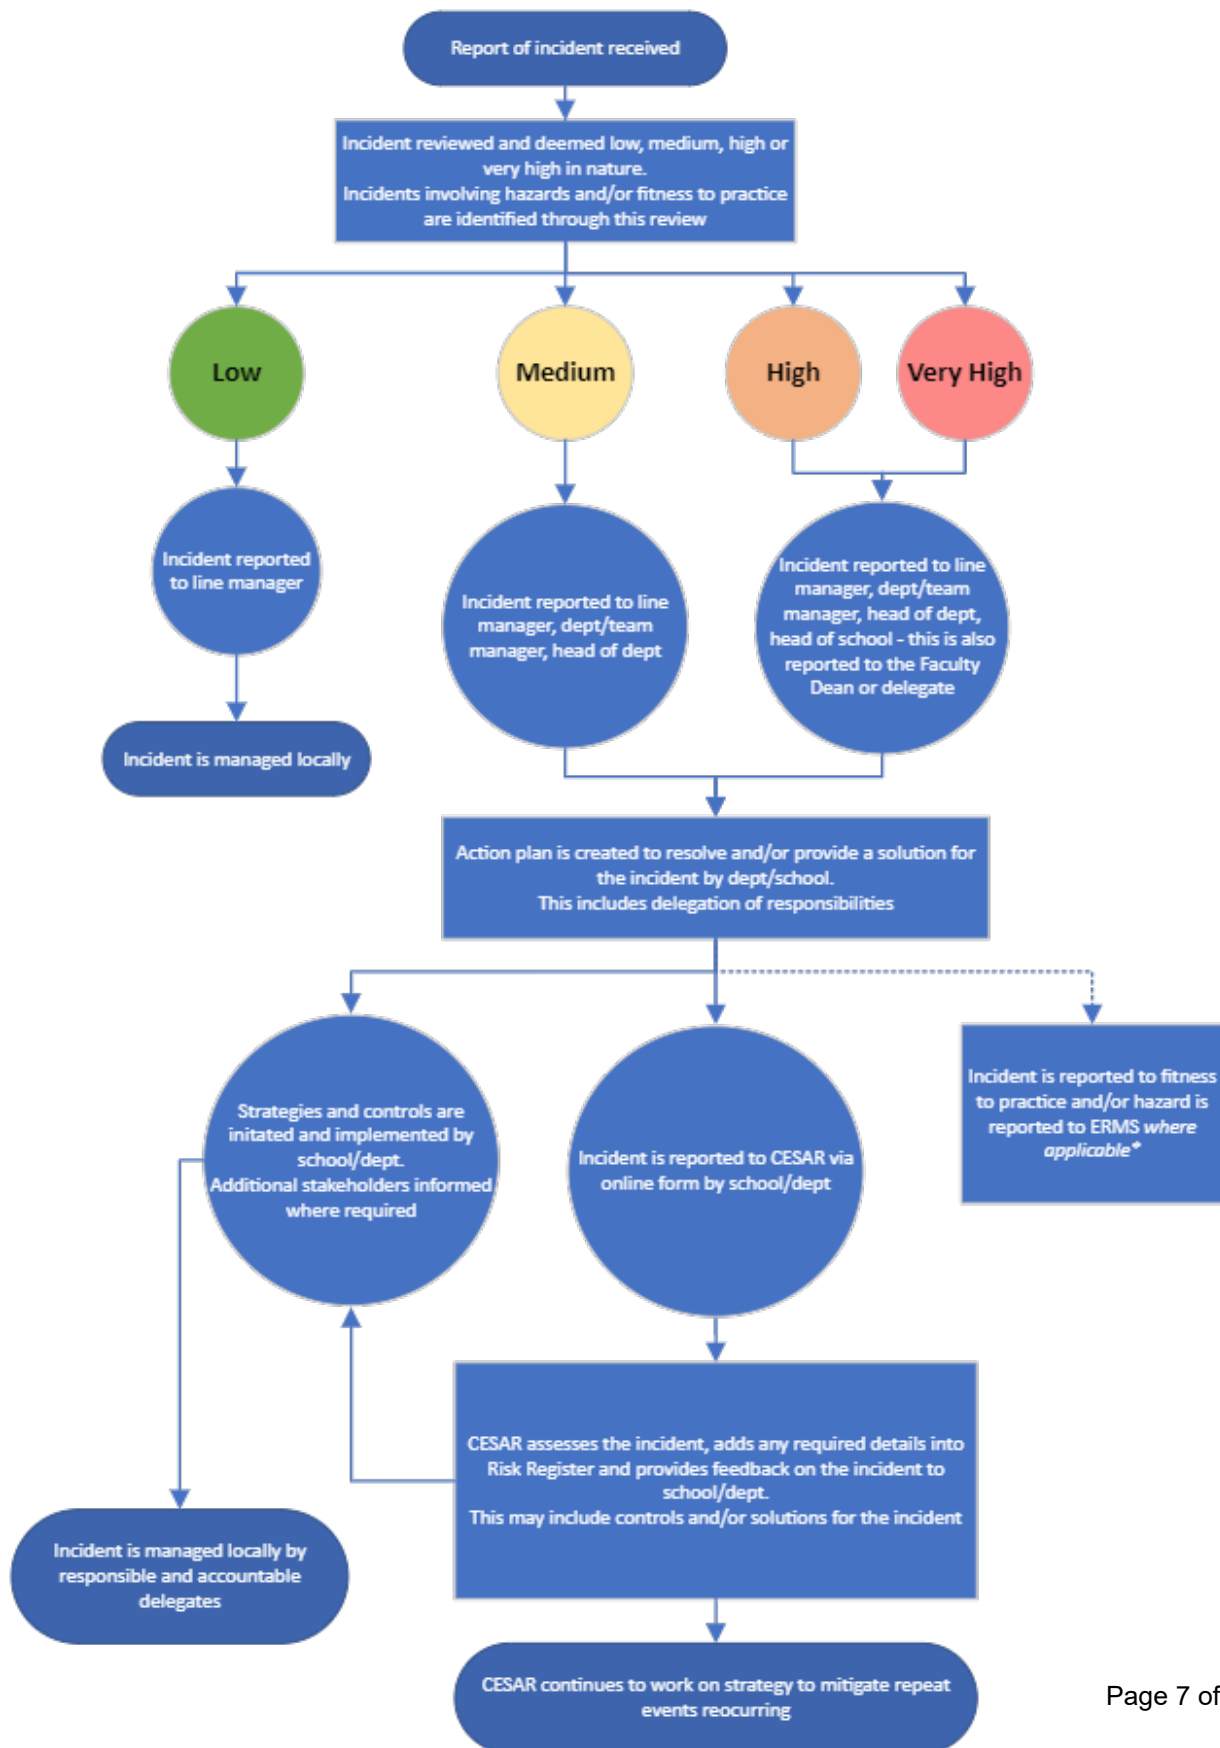 Report of incident received
Incident reviewed and deemed low, medium, high or
very high in nature.
Incidents involving hazards and/or fitness to practice
are identified through this review
Low
Medium
High
Very High
Incident reported
to line manager
Incident reported to line
manager, dept/team
manager, head of dept
Incident reported to line
manager, dept/team
manager, head of dept,
head of school - this is also
reported to the Faculty
Dean or delegate
Incident is managed locally
Action plan is created to resolve and/or provide a solution for
the incident by dept/school.
This includes delegation of responsibilities
Strategies and controls are
initated and implemented by
school/dept.
Additional stakeholders informed
where required
Incident is reported to CESAR via
online form by school/dept
Incident is reported to fitness
to practice and/or hazard is
reported to ERMS where
applicable*
CESAR assesses the incident, adds any required details into
Risk Register and provides feedback on the incident to
school/dept.
This may include controls and/or solutions for the incident
Incident is managed locally by
responsible and accountable
delegates
CESAR continues to work on strategy to mitigate repeat
events reocurring
Page 7 of